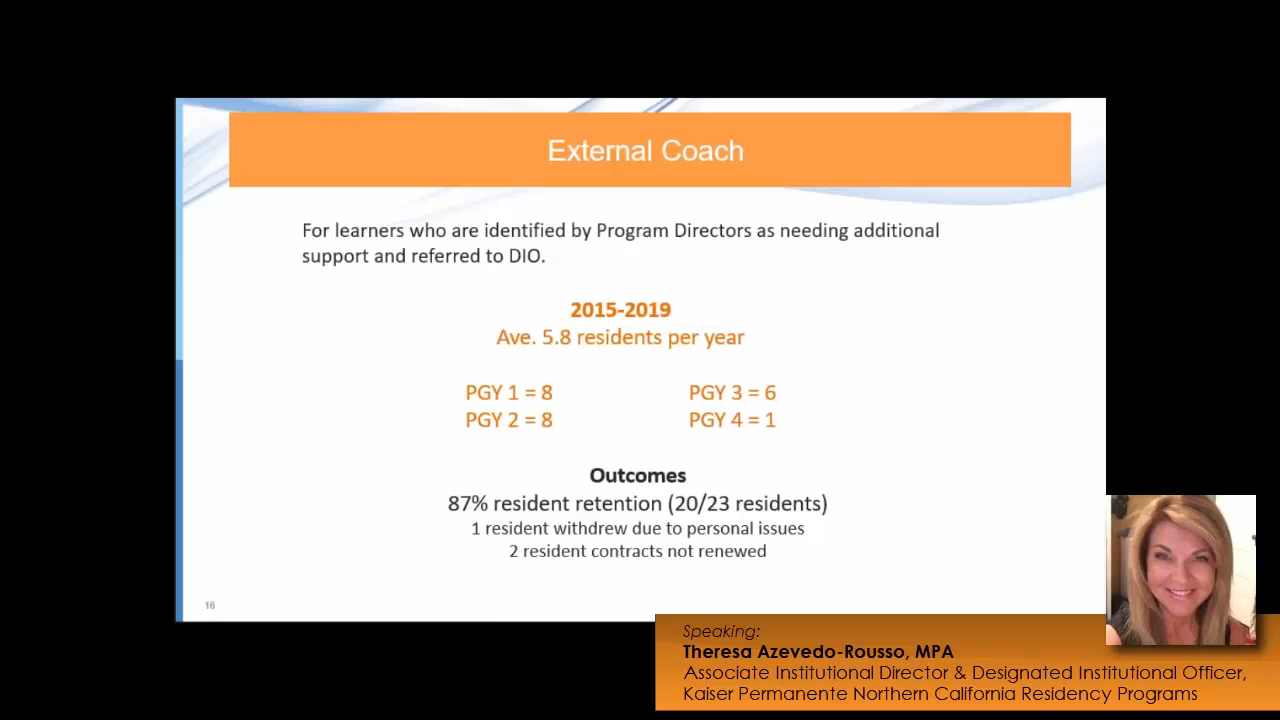 External Coach
For learners who are identified by Program Directors as needing additional
support and referred to DIO.
2015-2019
Ave. 5.8 residents per year
PGY 1 = 8
PGY 2 = 8
PGY 3 = 6
PGY 4 = 1
Outcomes
87% resident retention (20/23 residents)
1 resident withdrew due to personal issues
2 resident contracts not renewed
16
Speaking:
Theresa Azevedo-Rousso, MPA
Associate Institutional Director & Designated Institutional Officer,
Kaiser Permanente Northern California Residency Programs